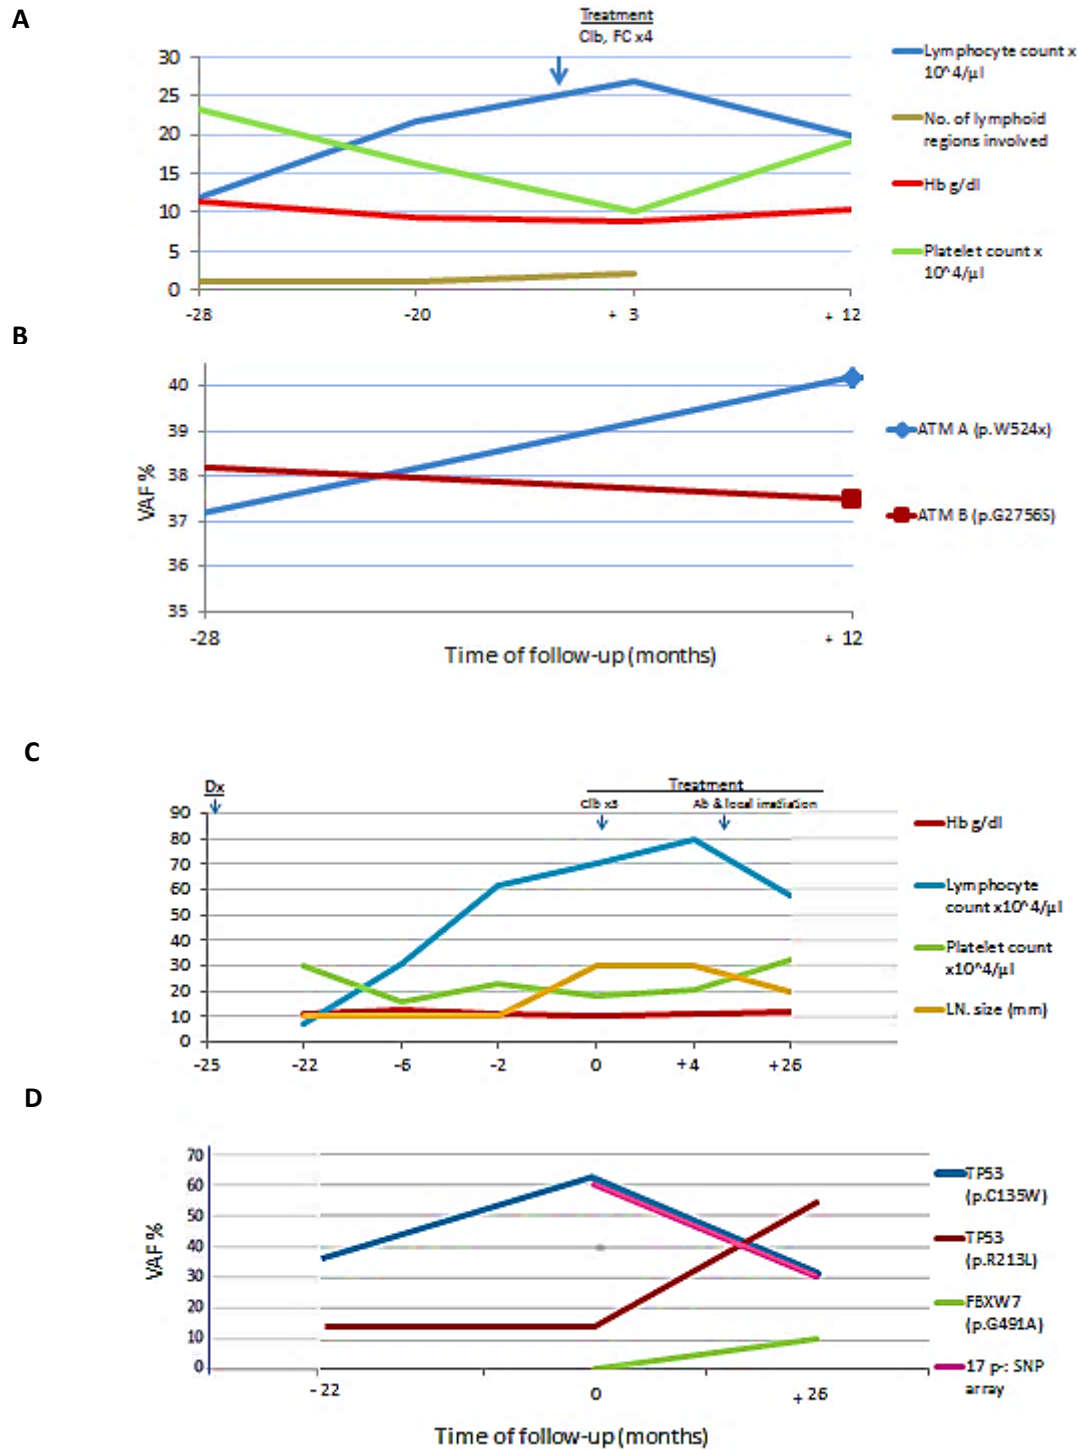 A
Treatment
Clb, FC x4
30
25
20
15
10
5
0
-28
-20
+ 3
+ 12
Lymphocyte count x
10^4/µl
No. of lymphoid
regions involved
Hb g/dl
Platelet count x
10^4/µl
B
40
39
38
37
36
35
VAF %
-28
+ 12
Time of follow-up (months)
ATM A (p.W524x)
ATM B (p.G2756S)
C
Dx
Treatment
Clb x3
Ab & local irradiation
90
80
70
60
50
40
30
20
10
0
-25
-22
-6
-2
0
+4
+26
Hb g/dl
Lymphocyte
count x10^4/µl
Platelet count
x10^4/µl
LN. size (mm)
D
70
60
50
40
30
20
10
0
VAF %
-22
0
+ 26
Time of follow-up (months)
TP53
(p.C135W)
TP53
(p.R213L)
FBXW7
(p.G491A)
17 p-: SNP
array